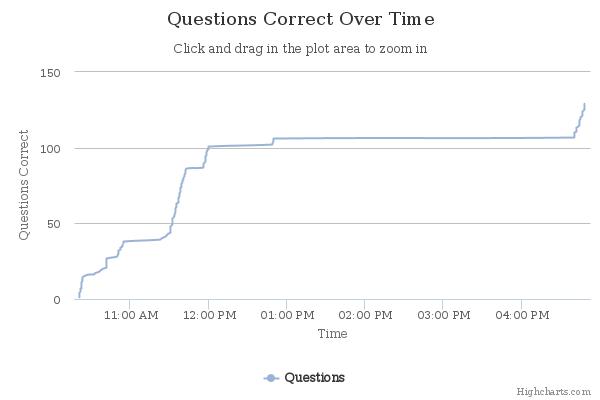 Questions Correct Over Time
Click and drag in the plot area to zoom in
Questions Correct
150
100
50
0
11:00 AM 12:00 PM 01:00 PM 02:00 PM 03:00 PM 04:00 PM
Time
Questions
Highcharts.com